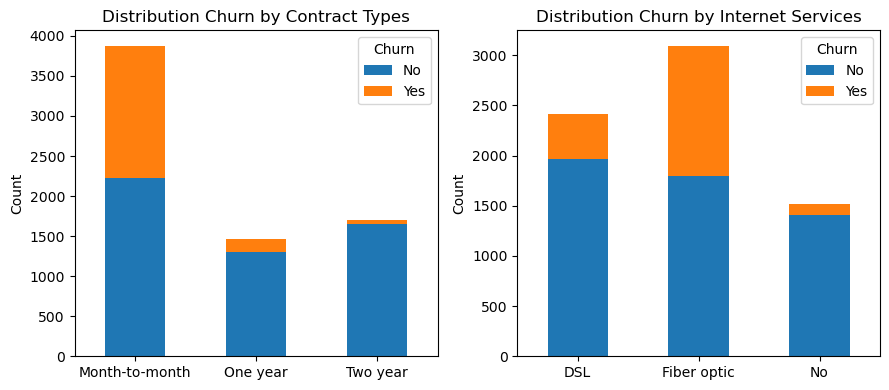 Distribution Churn by Contract Types
4000
3500
3000
2500
2000
1500
1000
500
0
Count
Churn
No
Yes
Month-to-month
One year
Two year
Distribution Churn by Internet Services
3000
2500
2000
1500
1000
500
0
Count
Churn
No
Yes
DSL
Fiber optic
No